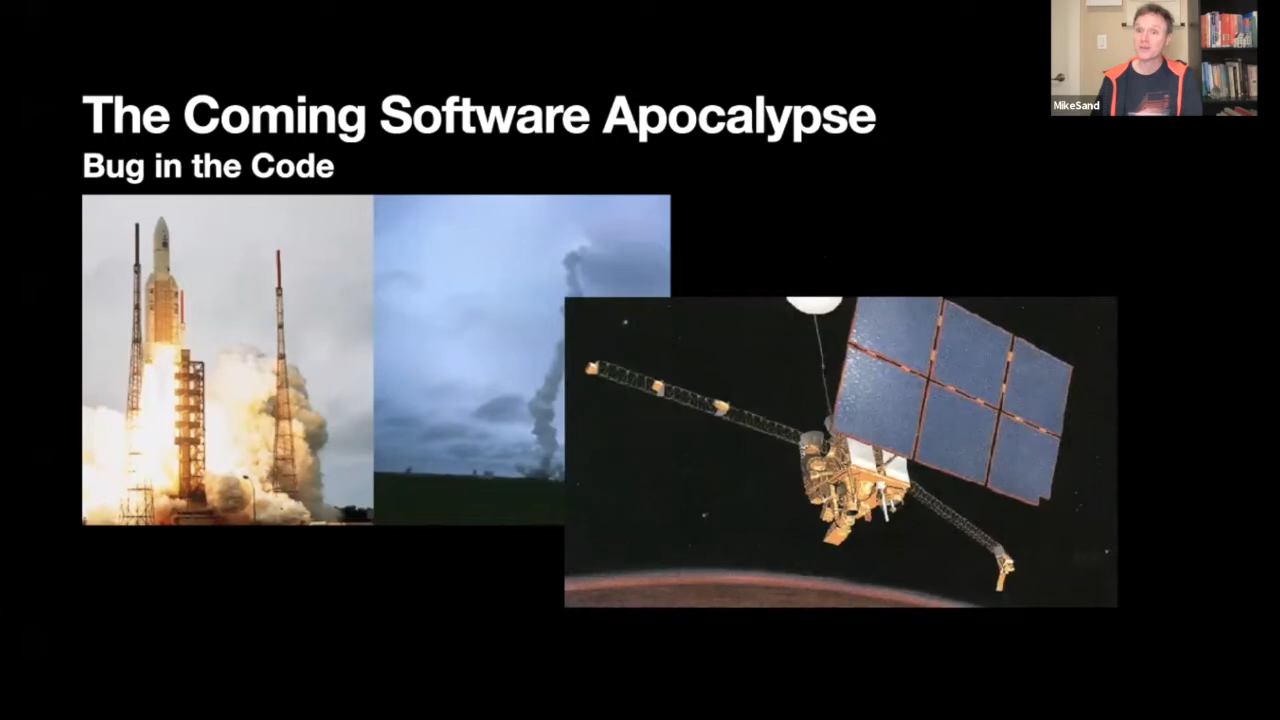 The Coming Software Apocalypse
Bug in the Code
MikeSand